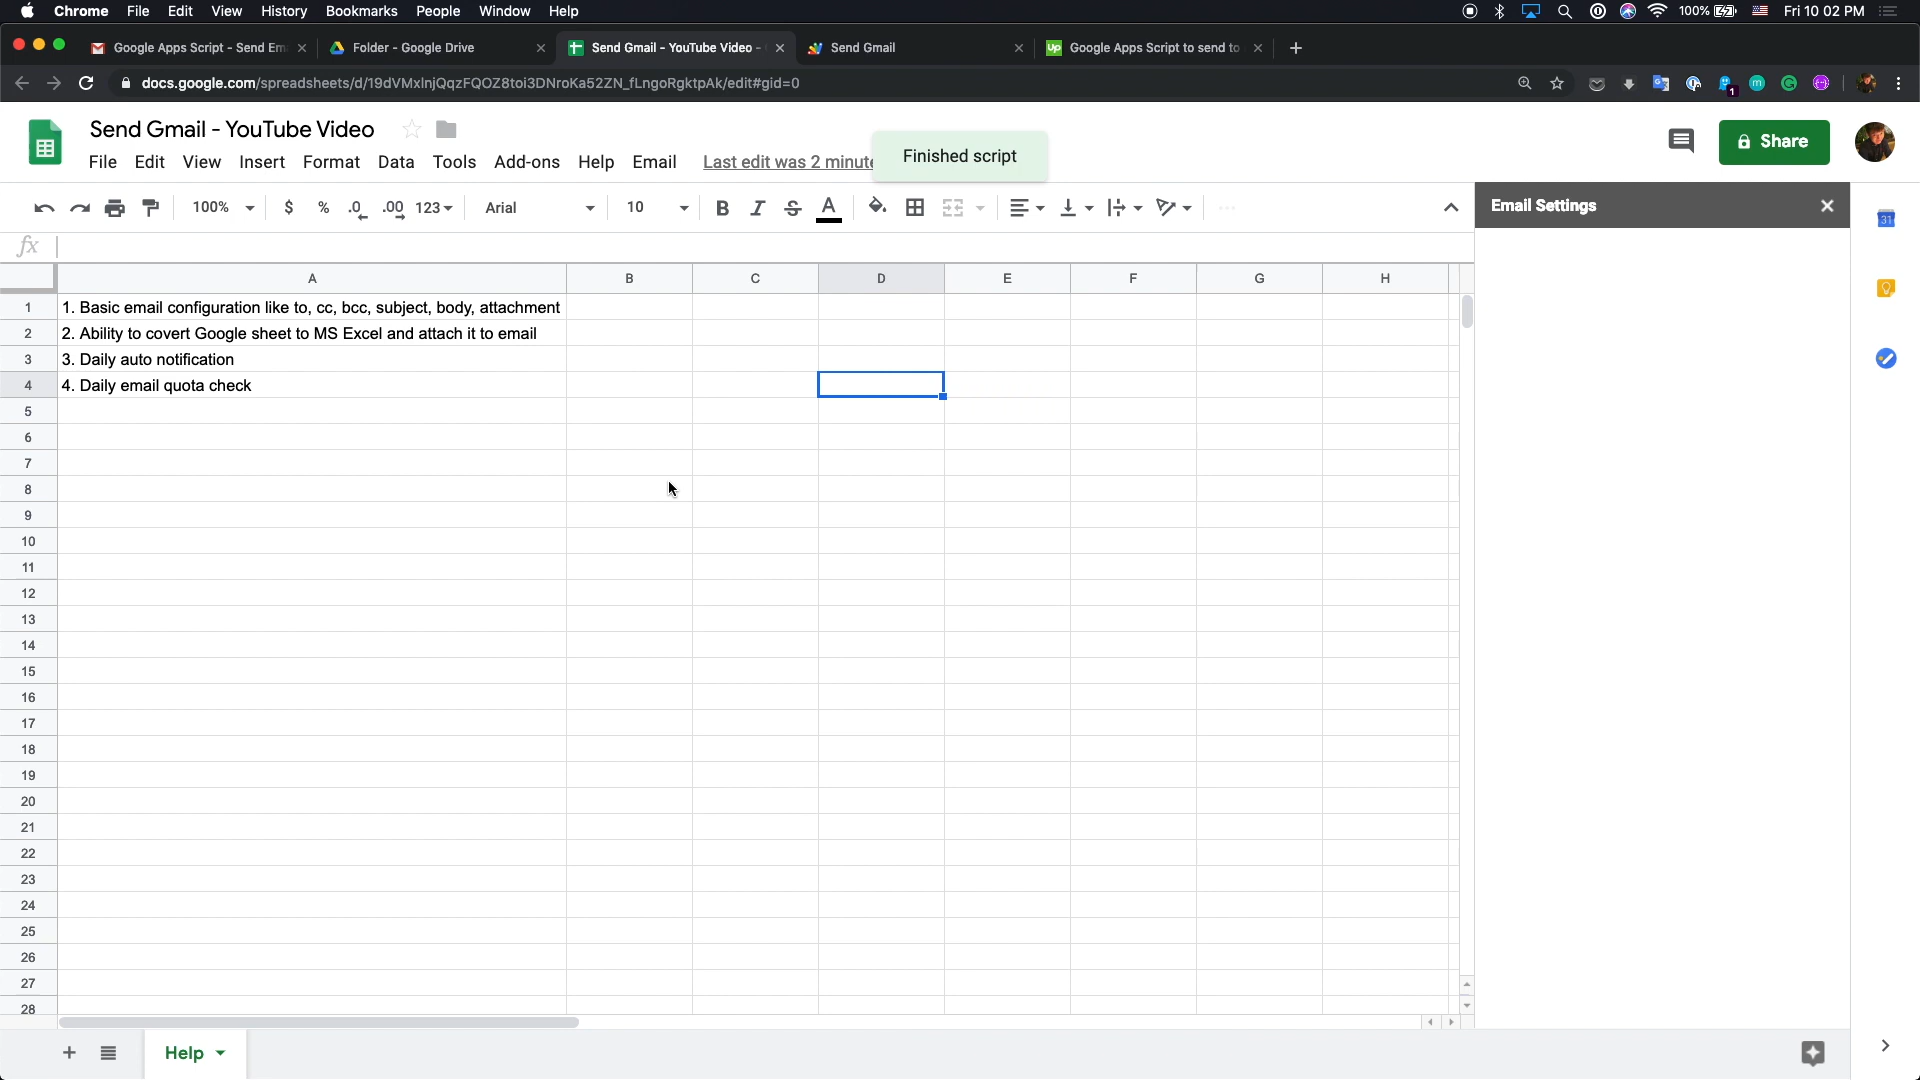 Chrome File Edit View History Bookmarks People Window Help 100% Fri 10 02 PM
Google Apps Script - Send Em Folder - Google Drive Send Gmail - YouTube Video - Send Gmail Up Google Apps Script to send to
docs.google.com/spreadsheets/d/19dVMxInjQqzFQOZ8toi3DNroKa52ZN_fLngoRgktpAk/edit#gid=0 1
Send Gmail - YouTube Video
File Edit View Insert Format Data Tools Add-ons Help Email Last edit was 2 minute
Finished script
Share
100% $ % .0 .00 123 Arial 10 B I S A
Email Settings
31
fx
A B C D E F G H
1 1. Basic email configuration like to, cc, bcc, subject, body, attachment
2 2. Ability to covert Google sheet to MS Excel and attach it to email
3 3. Daily auto notification
4 4. Daily email quota check
5
6
7
8
9
10
11
12
13
14
15
16
17
18
19
20
21
22
23
24
25
26
27
28
Help